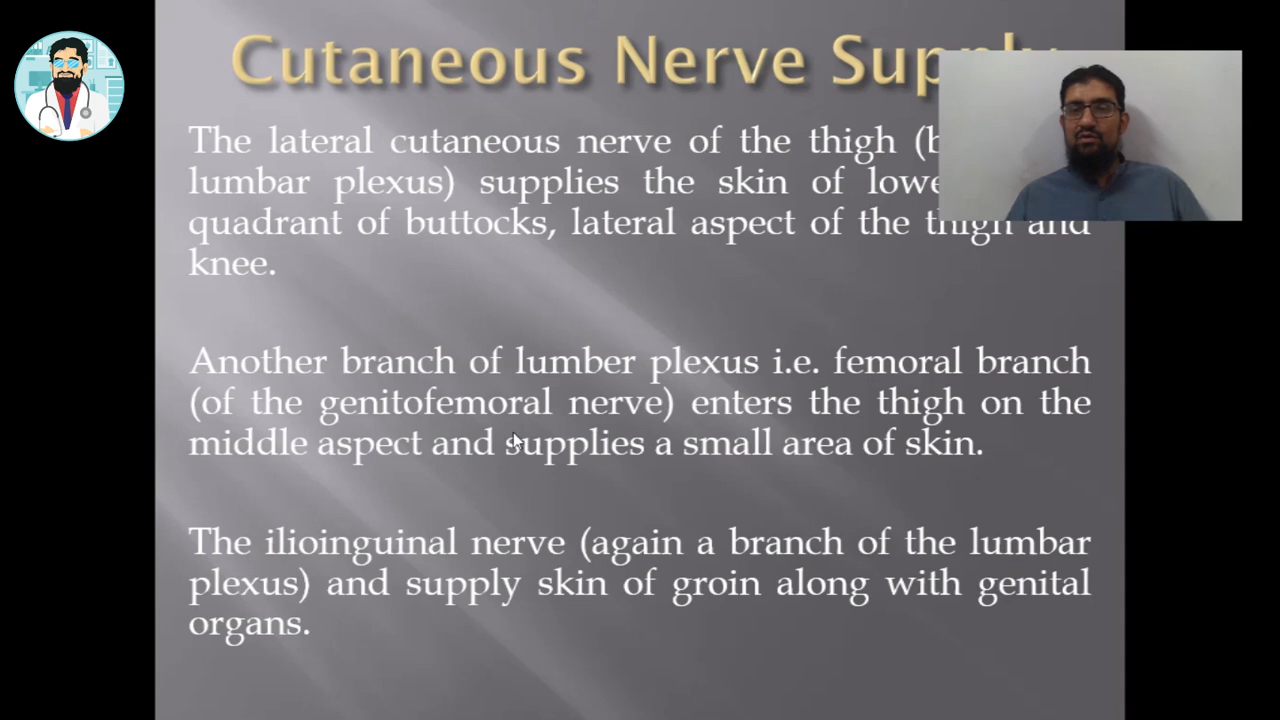 Cutaneous Nerve
The lateral cutaneous nerve of the thigh
lumbar plexus) supplies the skin of
quadrant of buttocks, lateral aspect of the thigh and
knee.
Another branch of lumber plexus i.e. femoral branch
(of the genitofemoral nerve) enters the thigh on the
middle aspect and supplies a small area of skin.
The ilioinguinal nerve (again a branch of the lumbar
plexus) and supply skin of groin along with genital
organs.